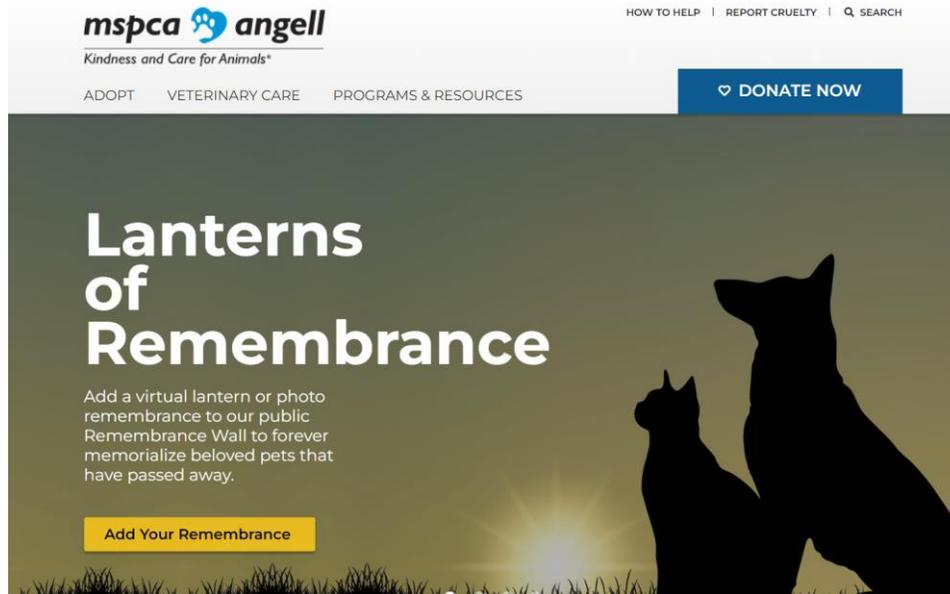 mspca angell
Kindness and Care for Animals®
HOW TO HELP | REPORT CRUELTY | SEARCH
ADOPT VETERINARY CARE PROGRAMS & RESOURCES
DONATE NOW
Lanterns
of
Remembrance
Add a virtual lantern or photo
remembrance to our public
Remembrance Wall to forever
memorialize beloved pets that
have passed away.
Add Your Remembrance